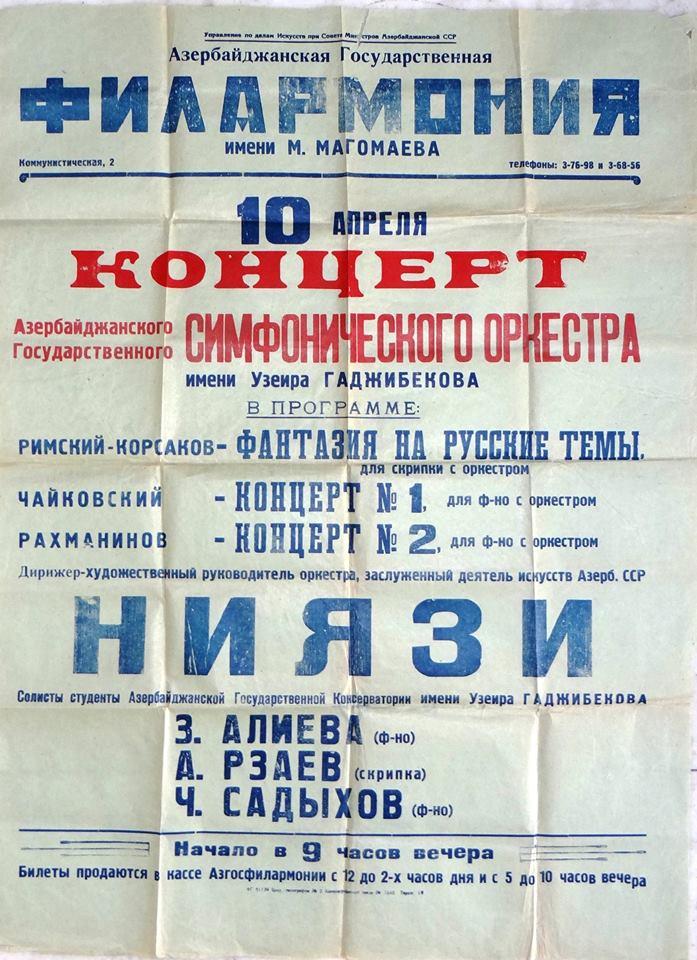 Управление по делам Искусств при Совете Министров Азербайджанской ССР
Азербайджанская Государственная
ФИЛАРМОНИЯ
имени М. МАГОМАЕВА
Коммунистическая, 2 телефоны: 3-76-98 и 3-68-56
10 АПРЕЛЯ
КОНЦЕРТ
Азербайджанского
Государственного СИМФОНИЧЕСКОГО ОРКЕСТРА
имени Узеира ГАДЖИБЕКОВА
В ПРОГРАММЕ:
РИМСКИЙ-КОРСАКОВ- ФАНТАЗИЯ НА РУССКИЕ ТЕМЫ,
для скрипки с оркестром
ЧАЙКОВСКИЙ - КОНЦЕРТ № 1, для ф-но с оркестром
РАХМАНИНОВ - КОНЦЕРТ № 2, для ф-но с оркестром
Дирижер-художественный руководитель оркестра, заслуженный деятель искусств Азерб. ССР
НИЯЗИ
Солисты студенты Азербайджанской Государственной Консерватории имени Узеира ГАДЖИБЕКОВА
З. АЛИЕВА (ф-но)
А. РЗАЕВ (скрипка)
Ч. САДЫХОВ (ф-но)
Начало в 9 часов вечера
Билеты продаются в кассе Азгосфилармонии с 12 до 2-х часов дня и с 5 до 10 часов вечера